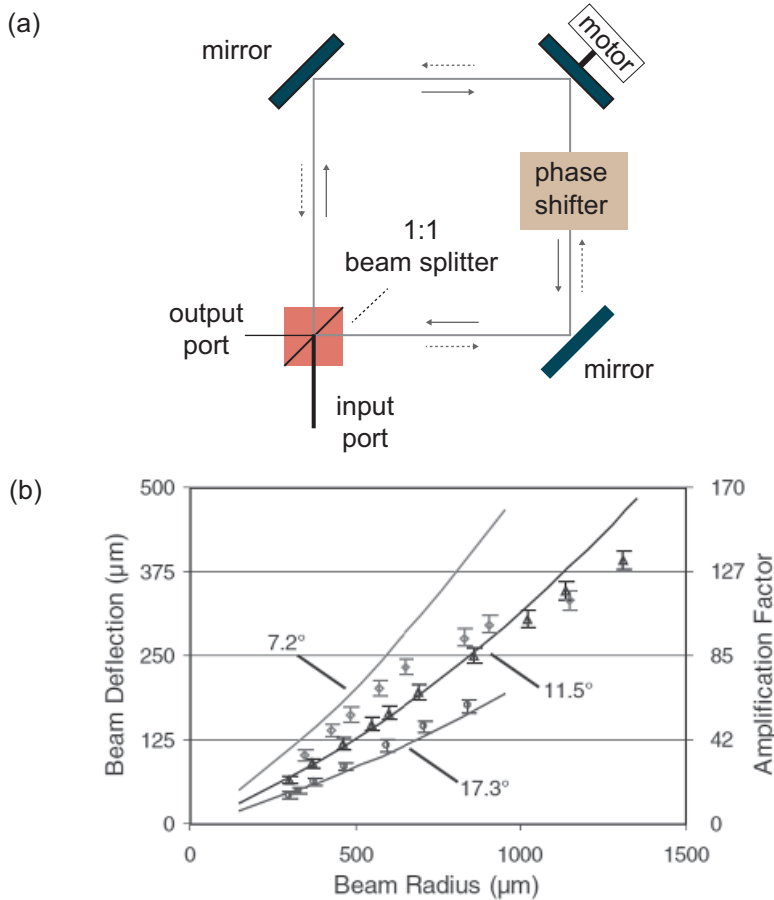 (a)
mirror
motor
phase
shifter
1:1
beam splitter
output
port
input
port
mirror
(b)
500
375
250
125
0
Beam Deflection (μm)
7.2°
11.5°
17.3°
170
127
85
42
0
Amplification Factor
0
500
1000
1500
Beam Radius (μm)